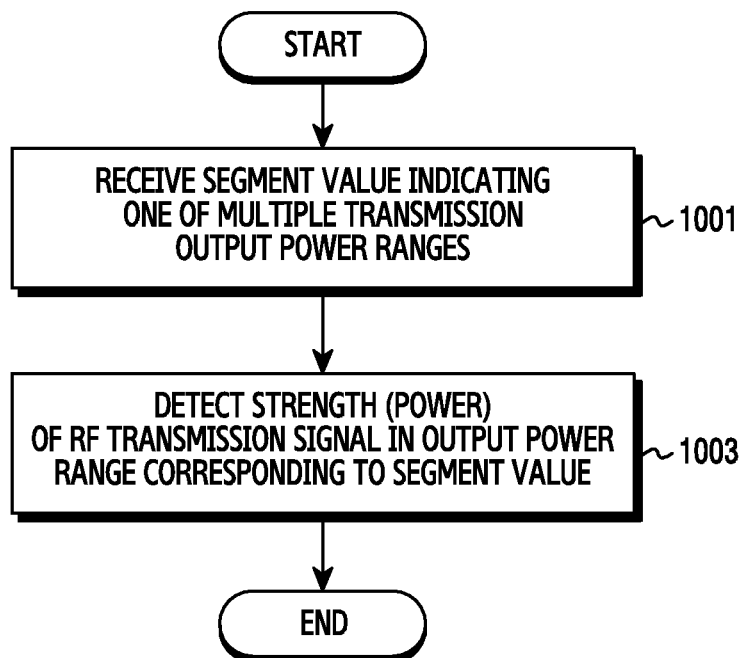 START
RECEIVE SEGMENT VALUE INDICATING
ONE OF MULTIPLE TRANSMISSION
OUTPUT POWER RANGES
1001
DETECT STRENGTH (POWER)
OF RF TRANSMISSION SIGNAL IN OUTPUT POWER
RANGE CORRESPONDING TO SEGMENT VALUE
1003
END